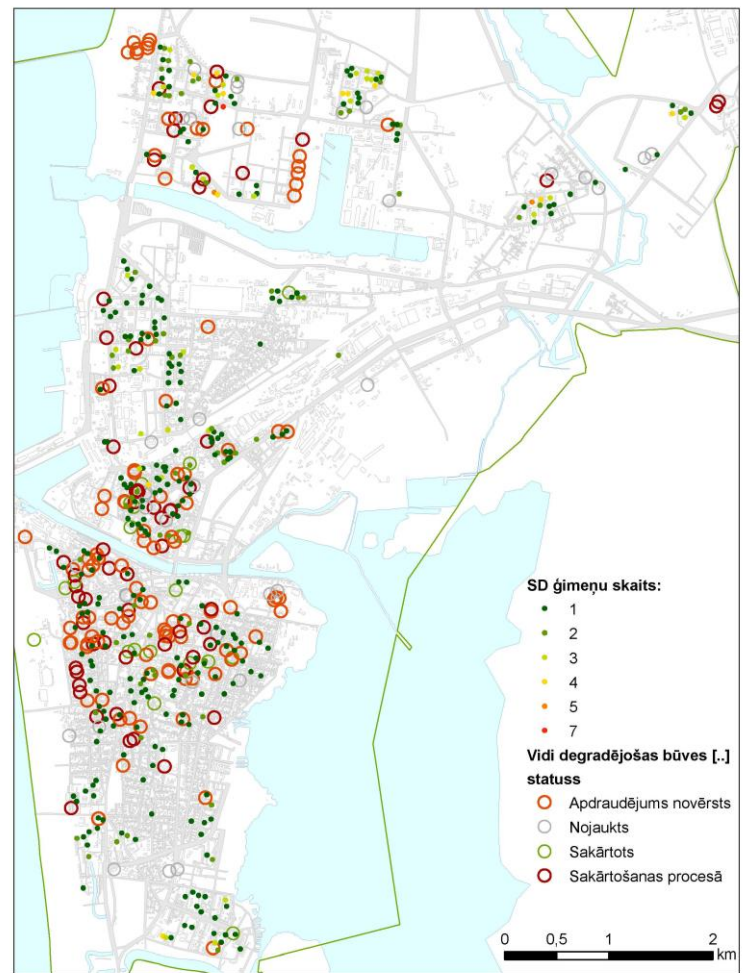 SD ģimeņu skaits:
1
2
3
4
5
7
Vidi degradējošas būves [..]
statuss
Apdraudējums novērsts
Nojaukts
Sakārtots
Sakārtošanas procesā
0 0,5 1 2
km